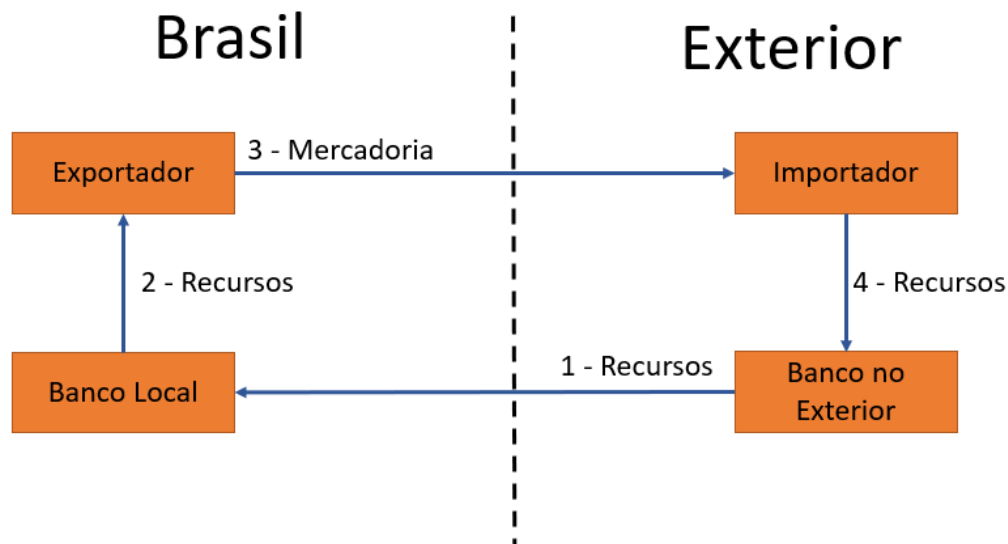 Brasil
Exterior
3 - Mercadoria
Exportador
Importador
2 - Recursos
4 - Recursos
1 - Recursos
Banco Local
Banco no
Exterior